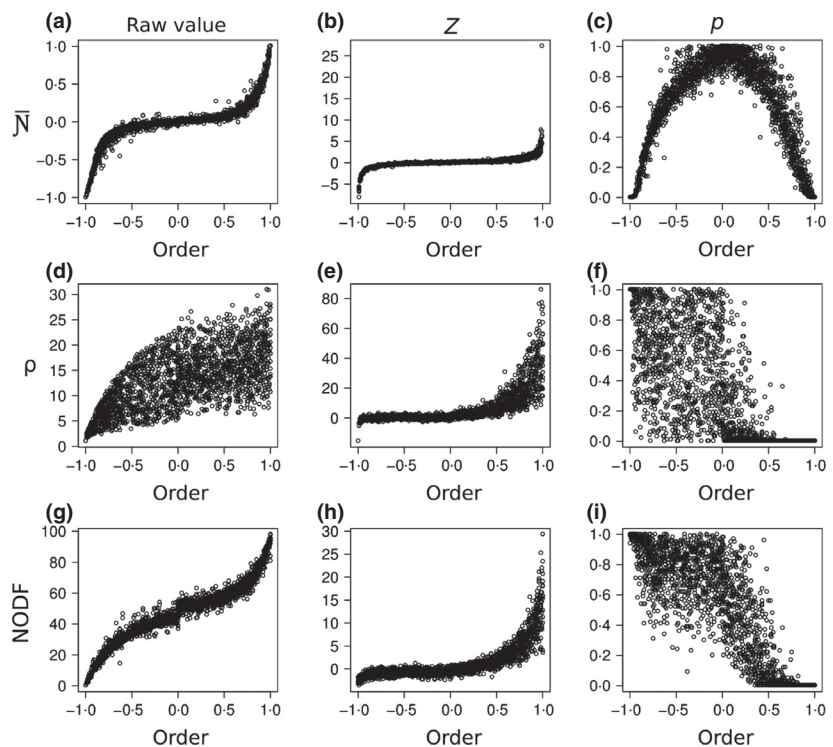 (a) Raw value (b) Z (c) p
1·0 0·5 0·0 −0·5 −1·0
25 20 15 10 5 0 −5
1·0 0·8 0·6 0·4 0·2 0·0
−1·0 −0·5 0·0 0·5 1·0 −1·0 −0·5 0·0 0·5 1·0 −1·0 −0·5 0·0 0·5 1·0
Order Order Order
(d) (e) (f)
ρ
30 25 20 15 10 5 0
80 60 40 20 0
1·0 0·8 0·6 0·4 0·2 0·0
−1·0 −0·5 0·0 0·5 1·0 −1·0 −0·5 0·0 0·5 1·0 −1·0 −0·5 0·0 0·5 1·0
Order Order Order
(g) (h) (i)
NODF
100 80 60 40 20 0
30 25 20 15 10 5 0
1·0 0·8 0·6 0·4 0·2 0·0
−1·0 −0·5 0·0 0·5 1·0 −1·0 −0·5 0·0 0·5 1·0 −1·0 −0·5 0·0 0·5 1·0
Order Order Order